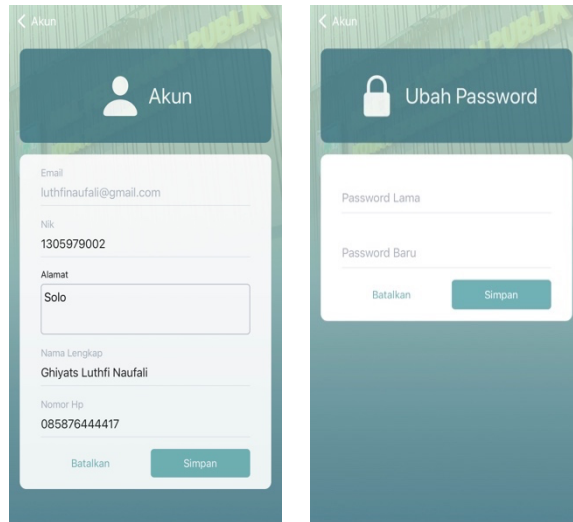 Akun
Akun
Email
luthfinaufali@gmail.com
Nik
1305979002
Alamat
Solo
Nama Lengkap
Ghiyats Luthfi Naufali
Nomor Hp
085876444417
Batalkan
Simpan
Akun
Ubah Password
Password Lama
Password Baru
Batalkan
Simpan